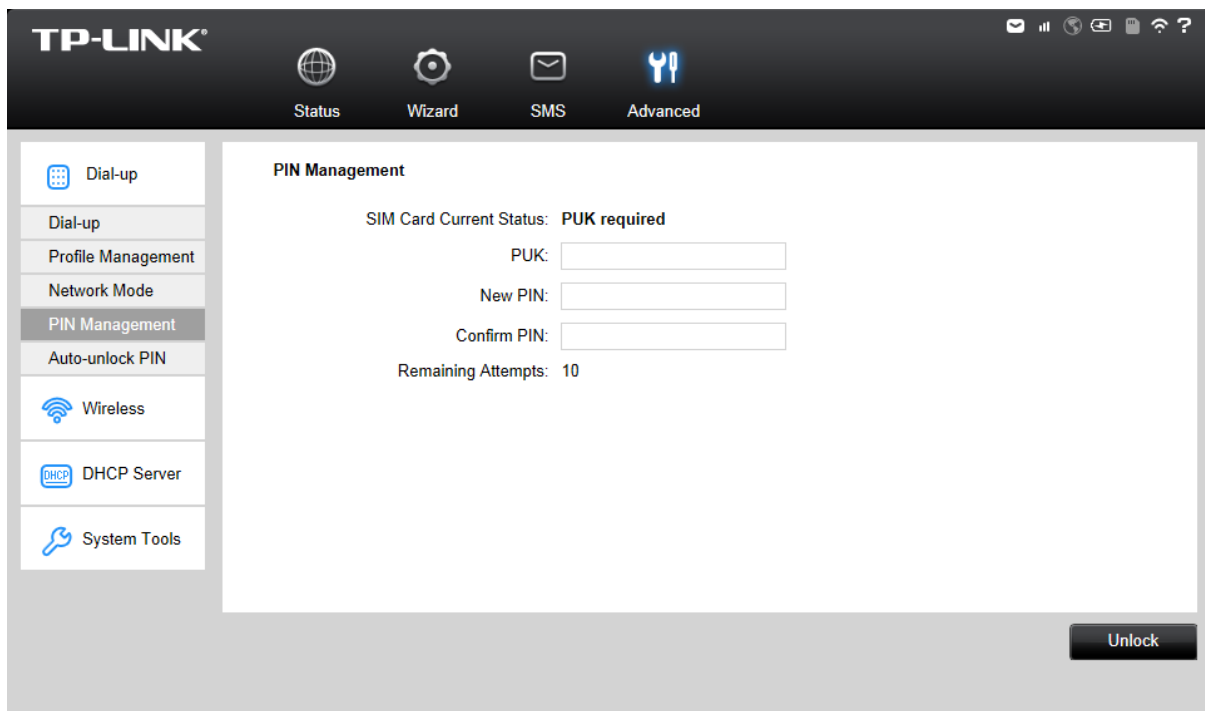 TP-LINK®
Status Wizard SMS Advanced
Dial-up
Dial-up
Profile Management
Network Mode
PIN Management
Auto-unlock PIN
Wireless
DHCP DHCP Server
System Tools
PIN Management
SIM Card Current Status: PUK required
PUK:
New PIN:
Confirm PIN:
Remaining Attempts: 10
Unlock